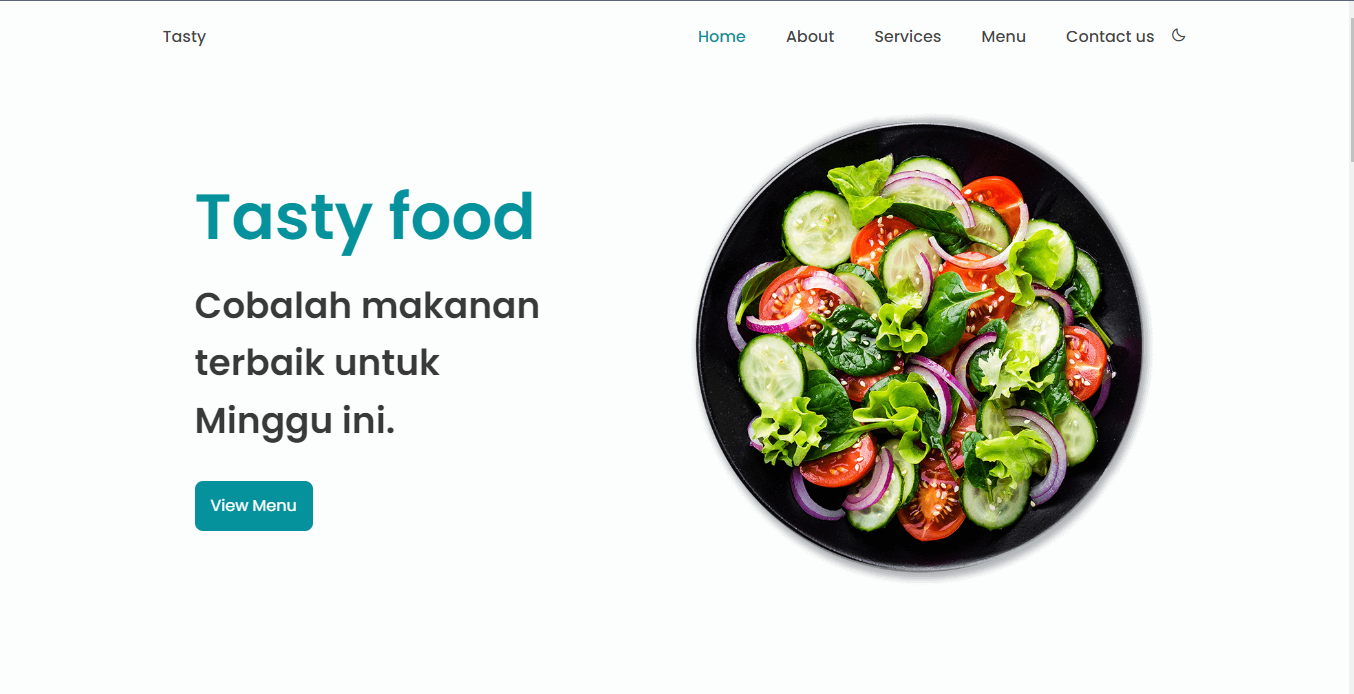 Tasty
Home About Services Menu Contact us
Tasty food
Cobalah makanan
terbaik untuk
Minggu ini.
View Menu